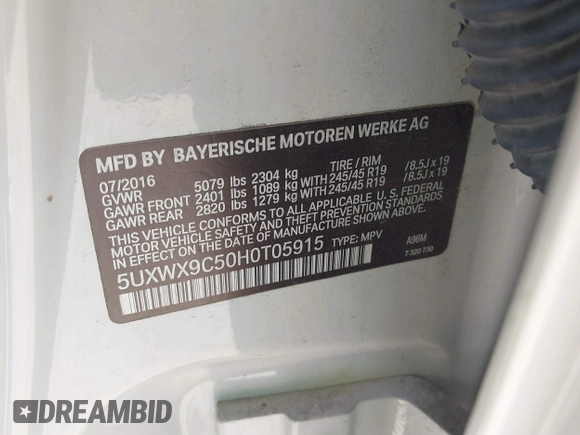 MFD BY BAYERISCHE MOTOREN WERKE AG
07/2016 TIRE / RIM
GVWR 5079 lbs 2304 kg
GAWR FRONT 2401 lbs 1089 kg WITH 245/45 R19 /8.5J x 19
GAWR REAR 2820 lbs 1279 kg WITH 245/45 R19 /8.5J x 19
THIS VEHICLE CONFORMS TO ALL APPLICABLE U.S. FEDERAL
MOTOR VEHICLE SAFETY AND THEFT PREVENTION STANDARDS
IN EFFECT ON THE DATE OF MANUFACTURE SHOWN ABOVE.
5UXWX9C50H0T05915 TYPE: MPV A96M
7 320 730
DREAMBID